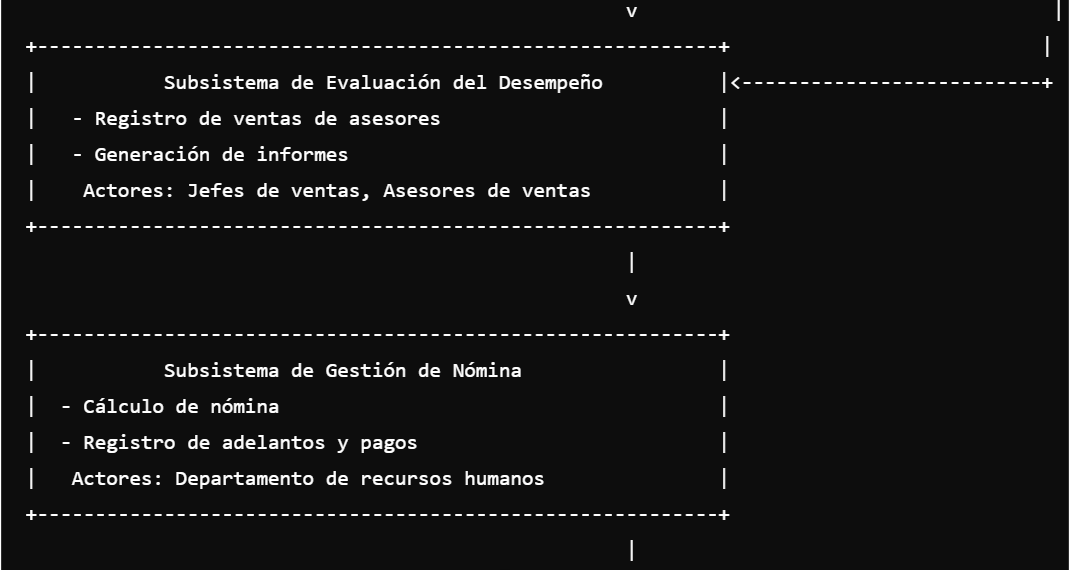 v                                    |
+-----------------------------------------------------------+                           |
|           Subsistema de Evaluación del Desempeño          |<--------------------------+
|   - Registro de ventas de asesores                        |
|   - Generación de informes                                |
|    Actores: Jefes de ventas, Asesores de ventas           |
+-----------------------------------------------------------+
                                                    |
                                                    v
+-----------------------------------------------------------+
|           Subsistema de Gestión de Nómina                 |
|  - Cálculo de nómina                                      |
|  - Registro de adelantos y pagos                          |
|   Actores: Departamento de recursos humanos               |
+-----------------------------------------------------------+
                                                    |